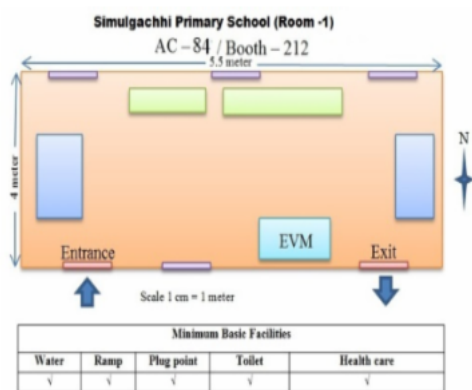 Simulgachhi Primary School (Room -1)
AC – 84 / Booth – 212
5.5 meter
4 meter
N
EVM
Entrance
Exit
Scale 1 cm = 1 meter
Minimum Basic Facilities
Water Ramp Plug point Toilet Health care
√ √ √ √ √